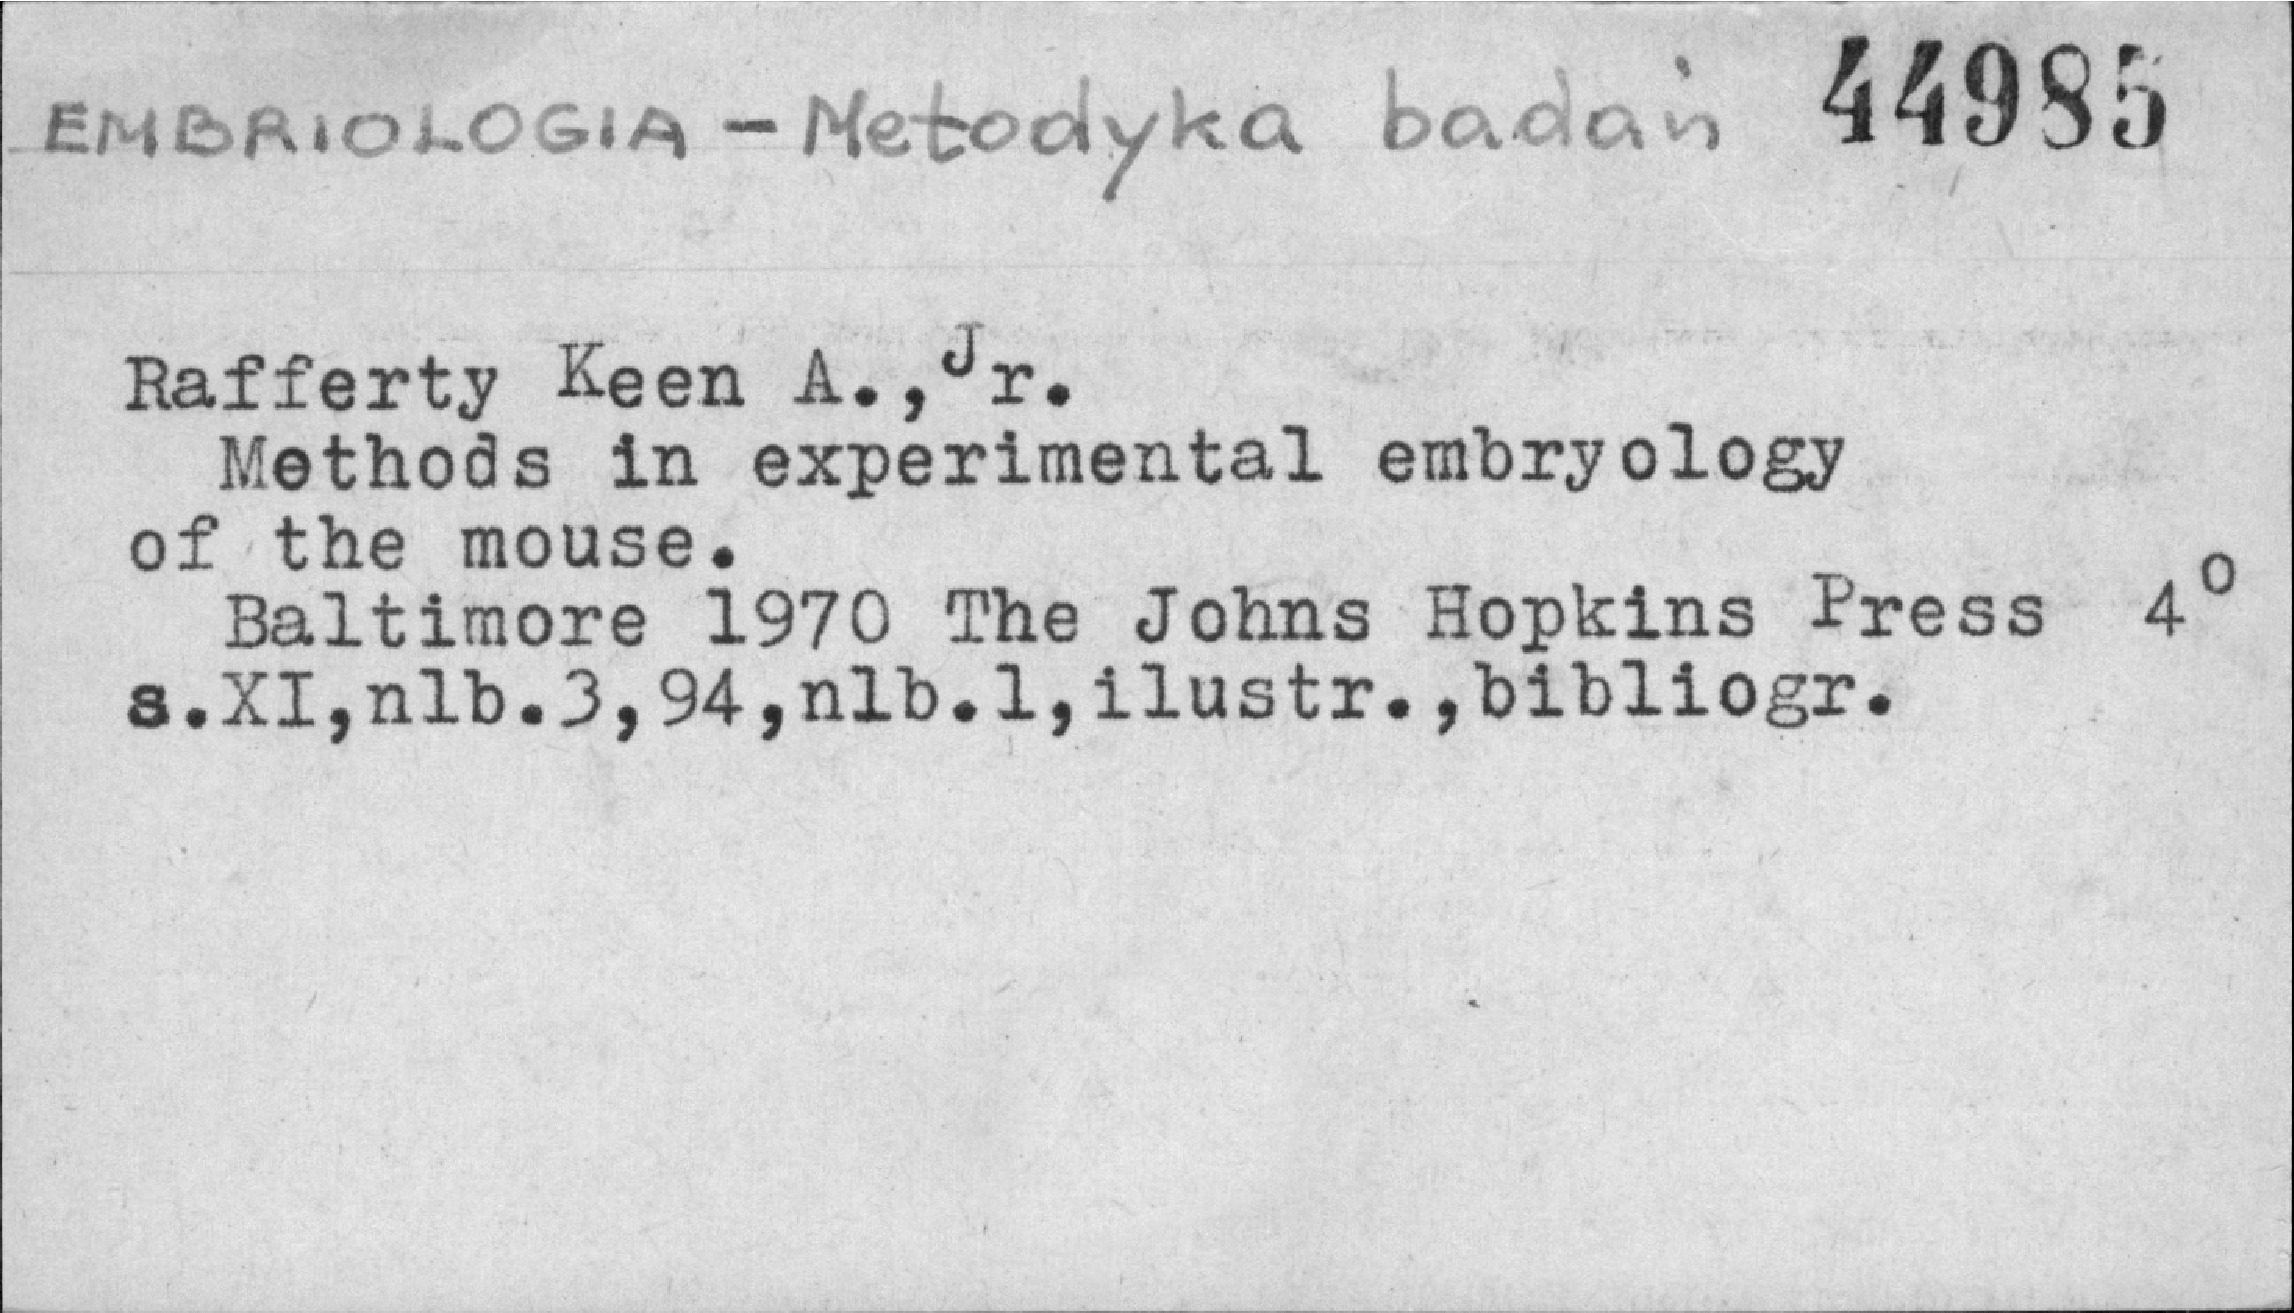 EMBRIOLOGIA – Metodyka badań 44985
Rafferty Keen A.,Jr.
Methods in experimental embryology
of the mouse.
Baltimore 1970 The Johns Hopkins Press 4°
s.XI,nlb.3,94,nlb.1,ilustr.,bibliogr.